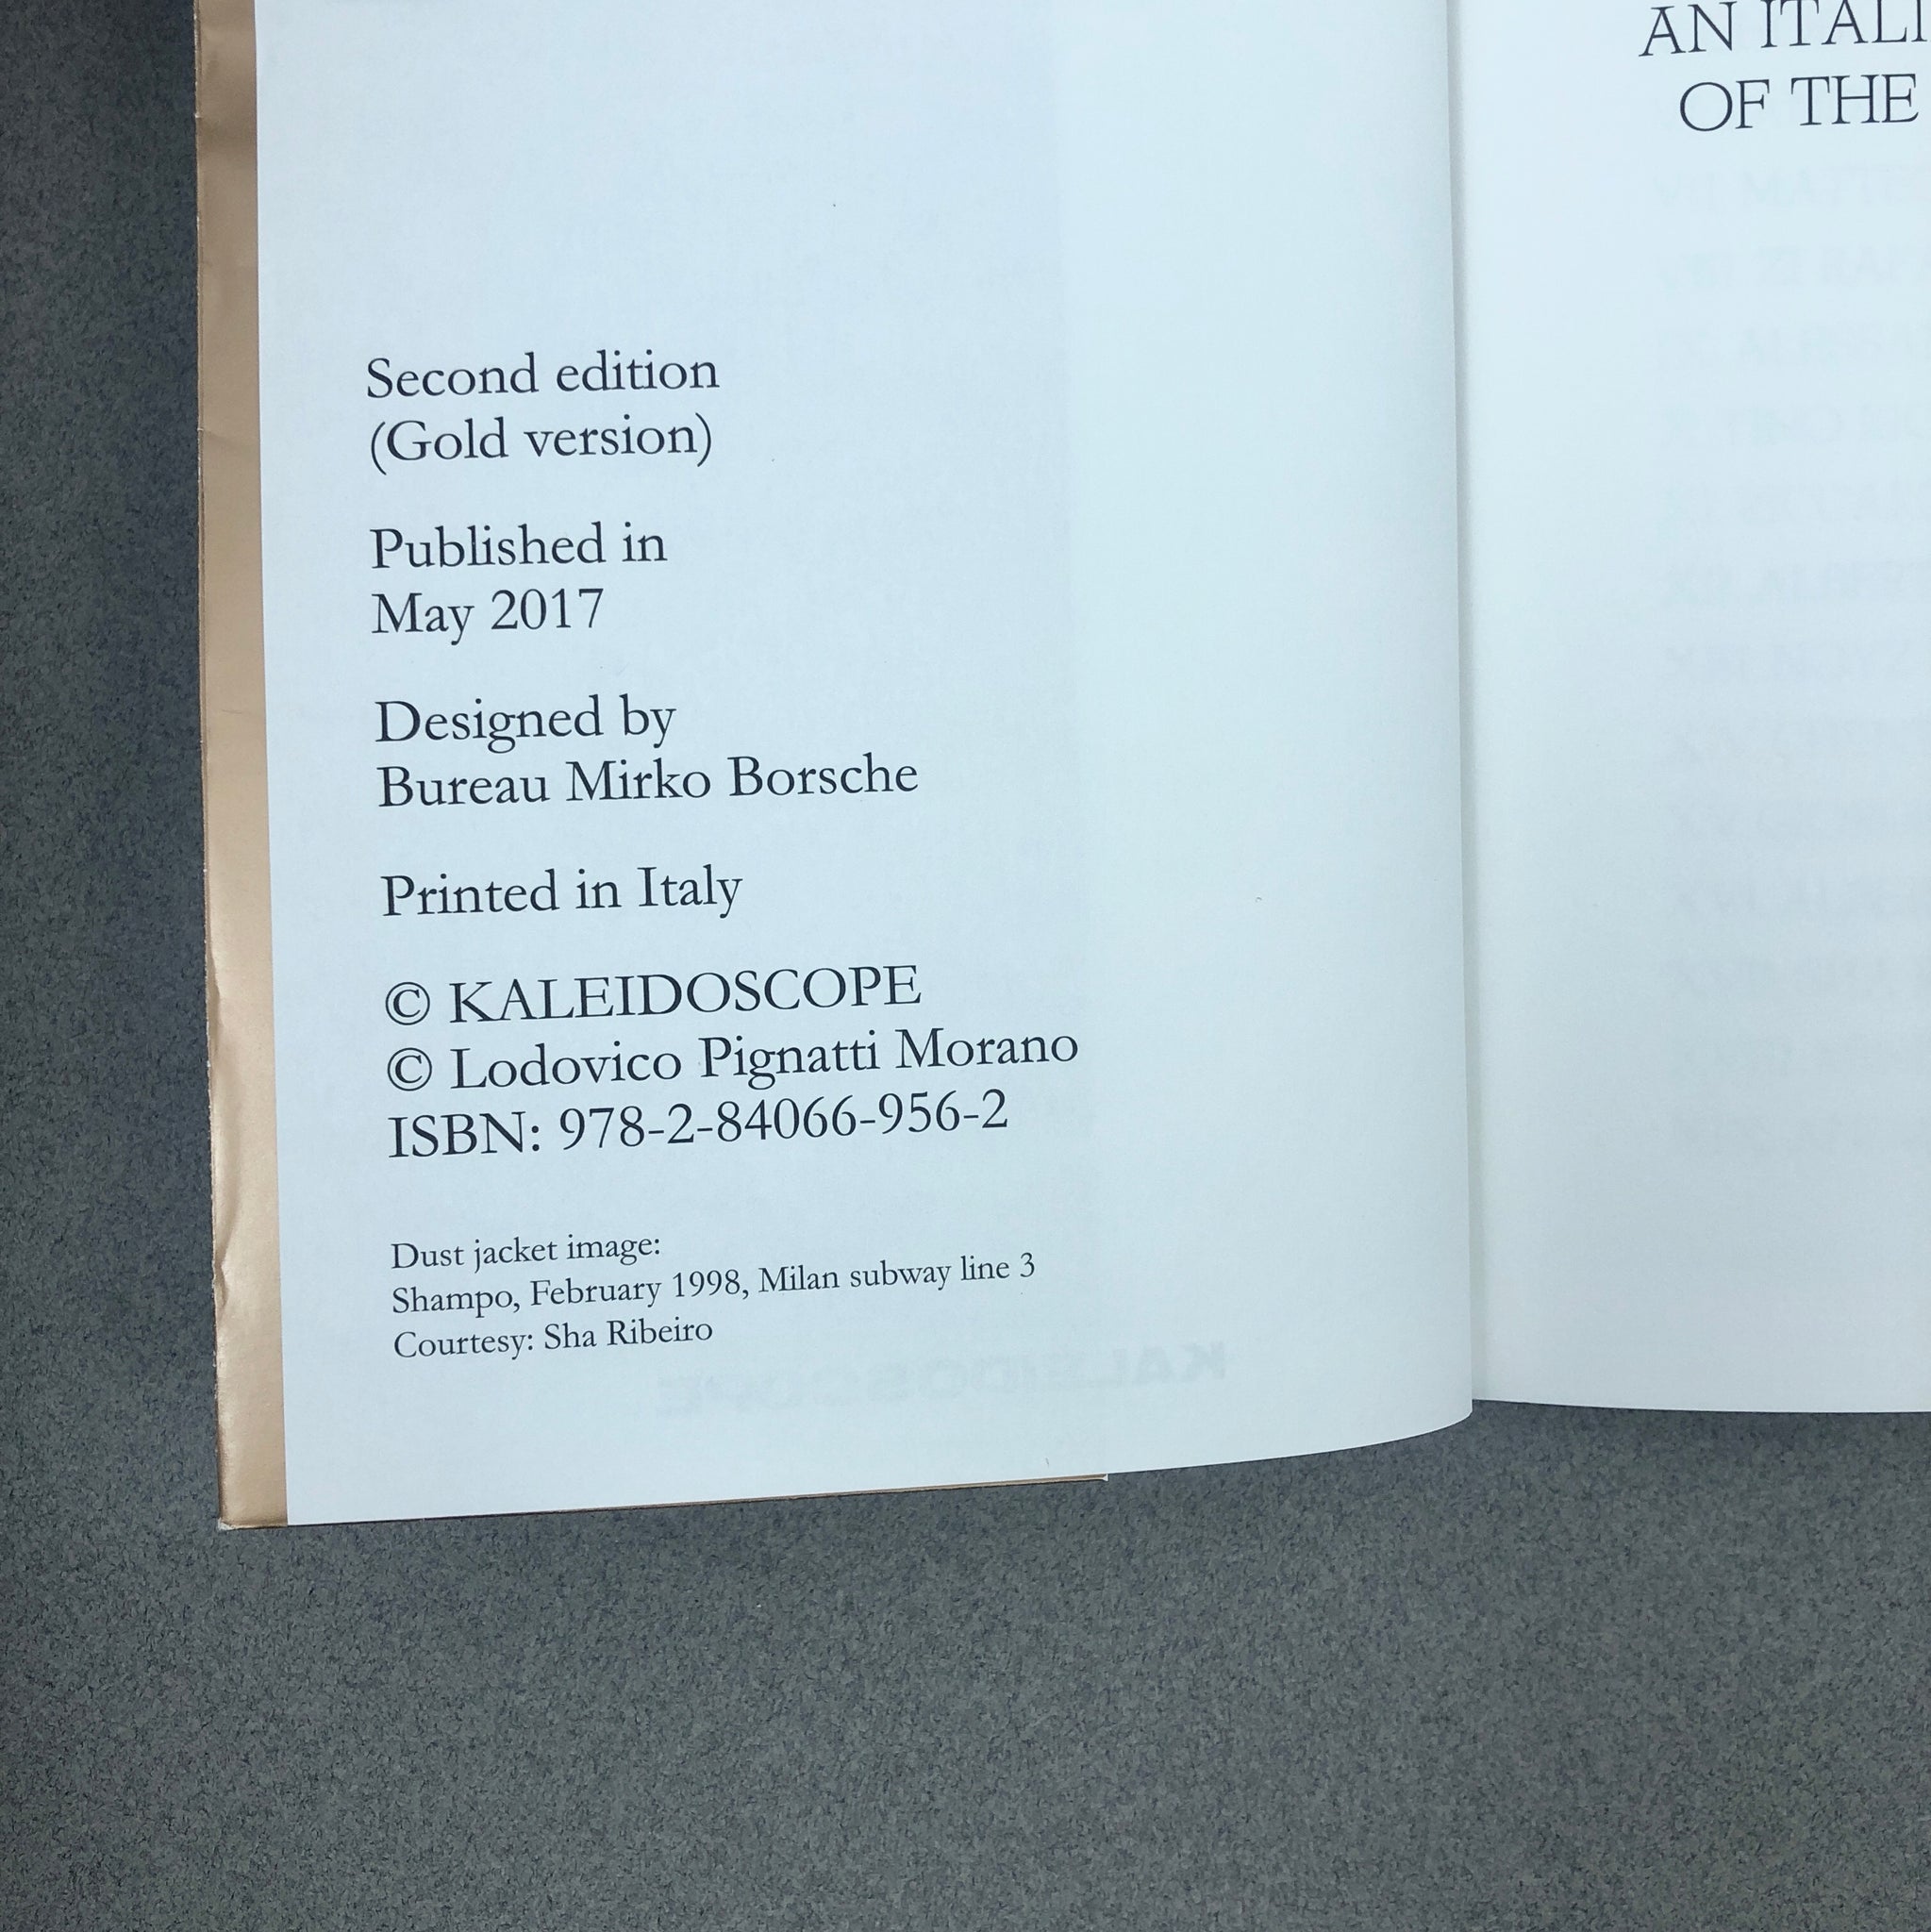 Second edition
(Gold version)
Published in
May 2017
Designed by
Bureau Mirko Borsche
Printed in Italy
© KALEIDOSCOPE
© Lodovico Pignatti Morano
ISBN: 978-2-84066-956-2
Dust jacket image:
Shampo, February 1998, Milan subway line 3
Courtesy: Sha Ribeiro
KALEIDOSCOPE
AN ITALI
OF THE